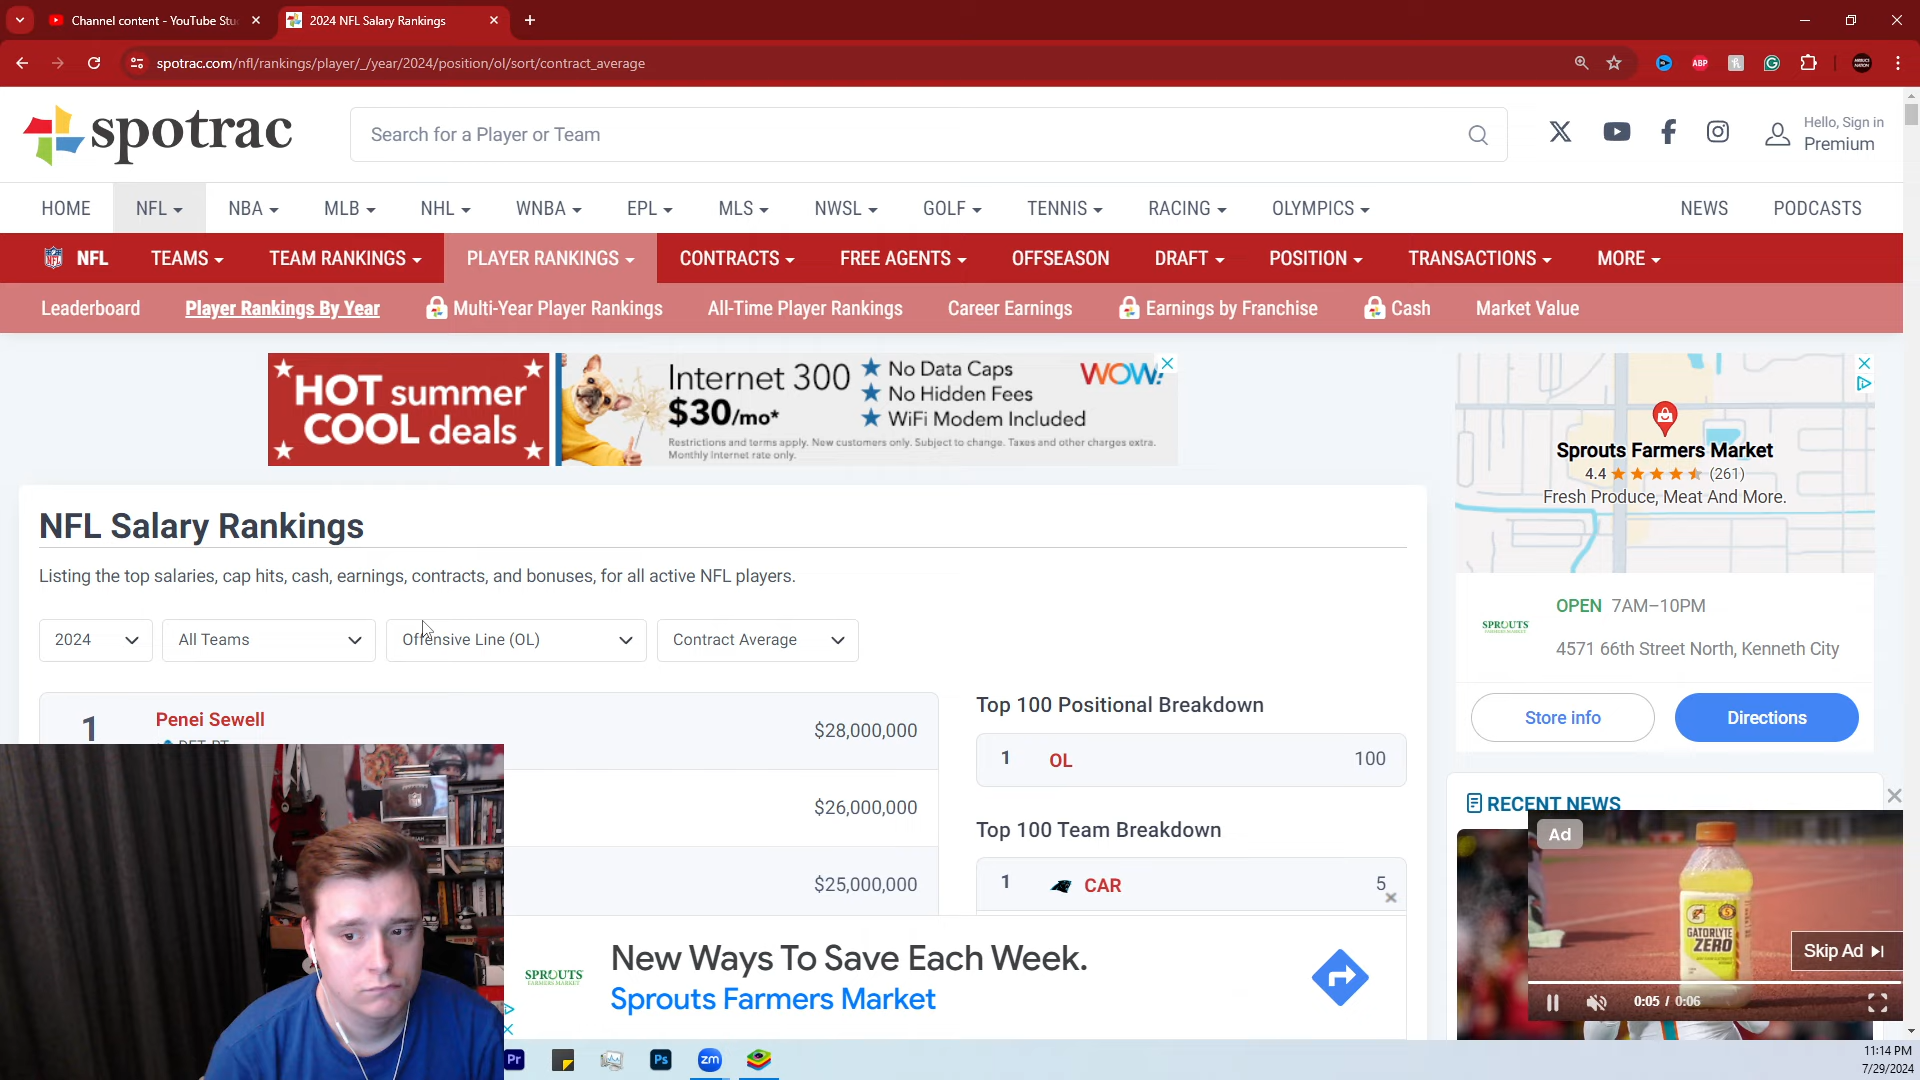 Channel content - YouTube Stu
2024 NFL Salary Rankings
spotrac.com/nfl/rankings/player/_/year/2024/position/ol/sort/contract_average
ABP
spotrac
Search for a Player or Team
Hello, Sign in
Premium
HOME NFL NBA MLB NHL WNBA EPL MLS NWSL GOLF TENNIS RACING OLYMPICS NEWS PODCASTS
NFL TEAMS TEAM RANKINGS PLAYER RANKINGS CONTRACTS FREE AGENTS OFFSEASON DRAFT POSITION TRANSACTIONS MORE
Leaderboard Player Rankings By Year Multi-Year Player Rankings All-Time Player Rankings Career Earnings Earnings by Franchise Cash Market Value
HOT summer
COOL deals
Internet 300
$30/mo*
No Data Caps
No Hidden Fees
WiFi Modem Included
WOW!
Restrictions and terms apply. New customers only. Subject to change. Taxes and other charges extra.
Monthly Internet rate only.
Sprouts Farmers Market
4.4 (261)
Fresh Produce, Meat And More.
NFL Salary Rankings
Listing the top salaries, cap hits, cash, earnings, contracts, and bonuses, for all active NFL players.
2024 All Teams Offensive Line (OL) Contract Average
SPROUTS
FARMERS MARKET
OPEN 7AM–10PM
4571 66th Street North, Kenneth City
Store info Directions
1 Penei Sewell $28,000,000
$26,000,000
$25,000,000
Top 100 Positional Breakdown
1 OL 100
Top 100 Team Breakdown
1 CAR 5
RECENT NEWS
Ad
GATORLYTE
ZERO
Skip Ad
0:05 / 0:06
SPROUTS
FARMERS MARKET
New Ways To Save Each Week.
Sprouts Farmers Market
Pr Ps zm
11:14 PM
7/29/2024